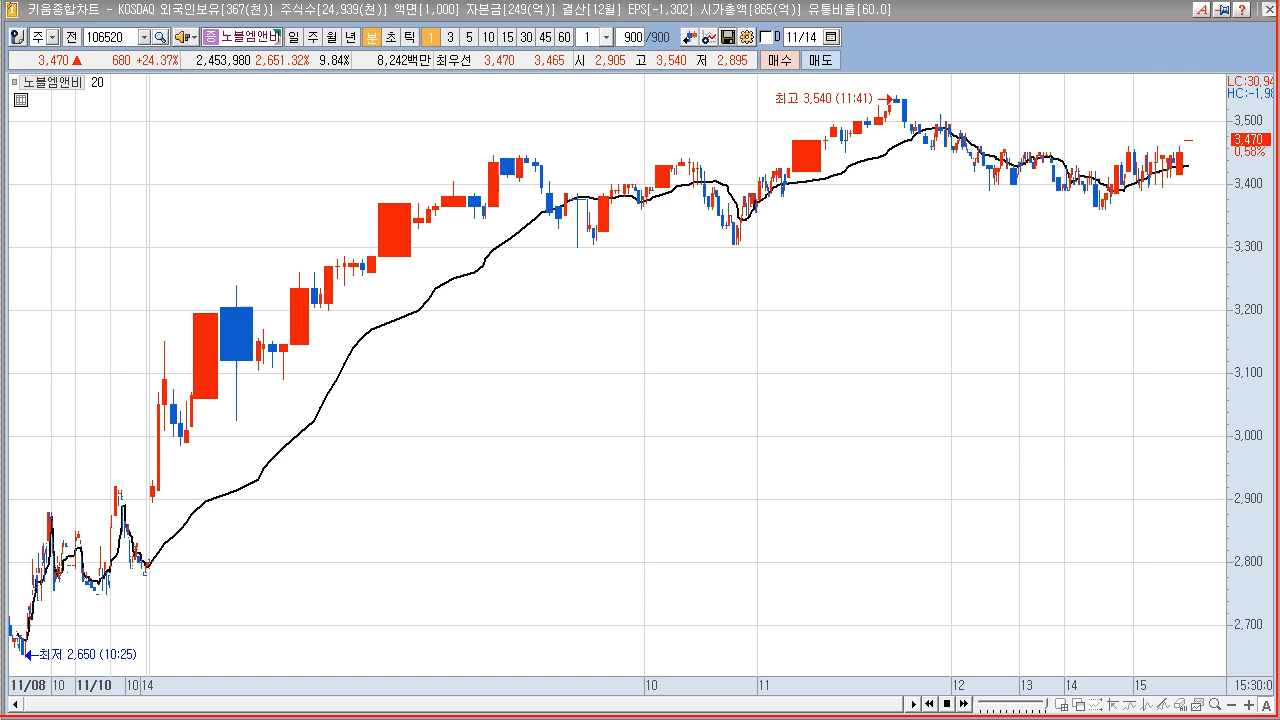 키움종합차트 - KOSDAQ 외국인보유[367(천)] 주식수[24,939(천)] 액면[1,000] 자본금[249(억)] 결산[12월] EPS[-1,302] 시가총액[865(억)] 유통비율[60.0]
주 전 106520 증 노블엠앤비 일 주 월 년 분 초 틱 1 3 5 10 15 30 45 60 1 900 /900 D 11/14
3,470 ▲ 680 +24.37% 2,453,980 2,651.32% 9.84% 8,242백만 최우선 3,470 3,465 시 2,905 고 3,540 저 2,895 매수 매도
노블엠앤비 20
LC:30,94
HC:-1,98
최고 3,540 (11:41)
3,500
3,470
0,58%
3,400
3,300
3,200
3,100
3,000
2,900
2,800
2,700
최저 2,650 (10:25)
11/08 10 11/10 10 14 10 11 12 13 14 15 15:30:0
A